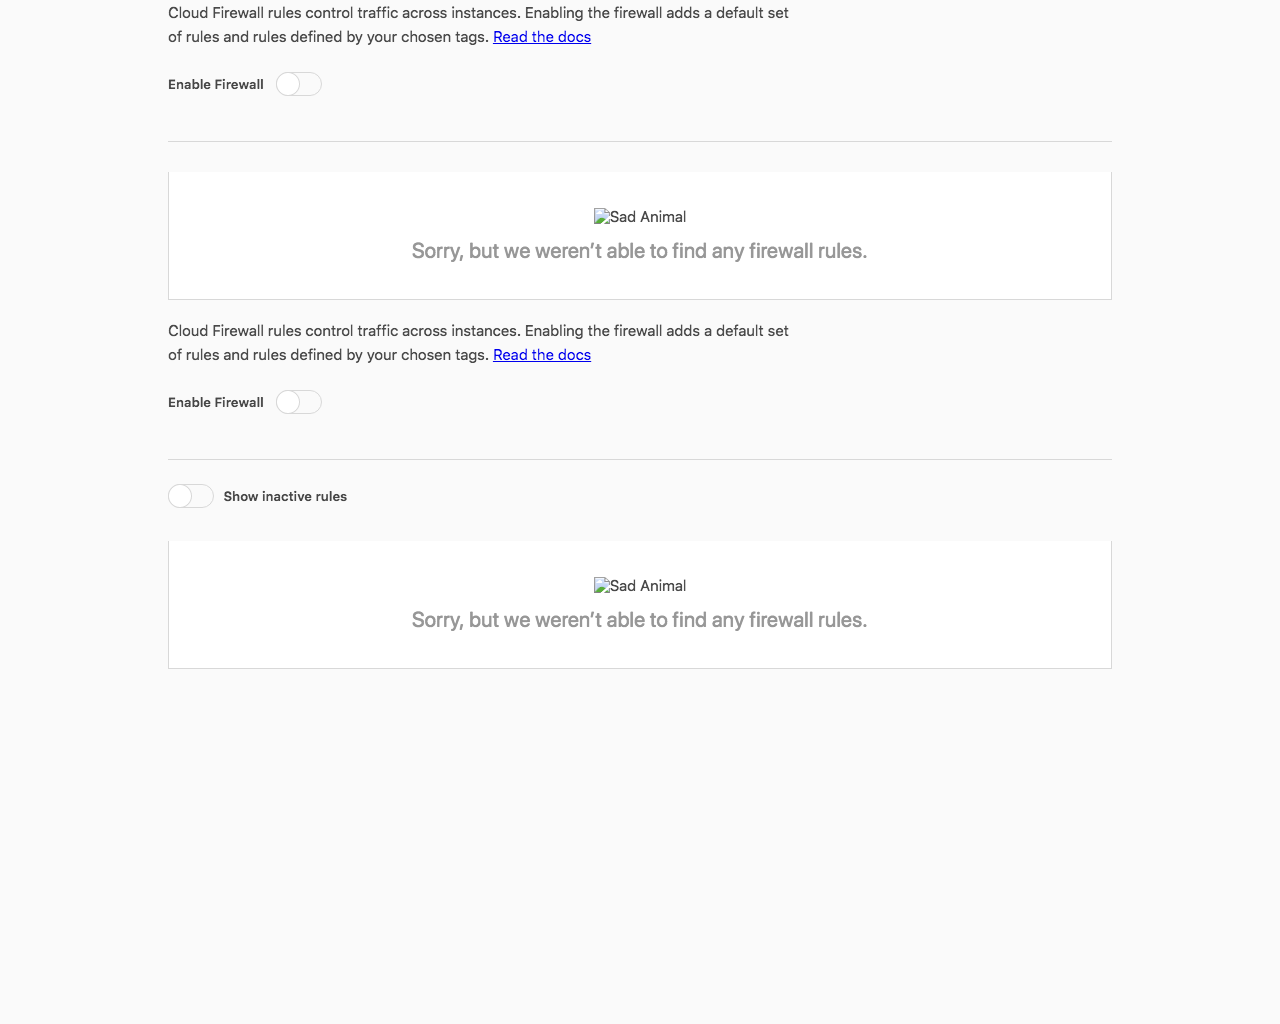 Cloud Firewall rules control traffic across instances. Enabling the firewall adds a default set
of rules and rules defined by your chosen tags. Read the docs
Enable Firewall
Sad Animal
Sorry, but we weren’t able to find any firewall rules.
Cloud Firewall rules control traffic across instances. Enabling the firewall adds a default set
of rules and rules defined by your chosen tags. Read the docs
Enable Firewall
Show inactive rules
Sad Animal
Sorry, but we weren’t able to find any firewall rules.